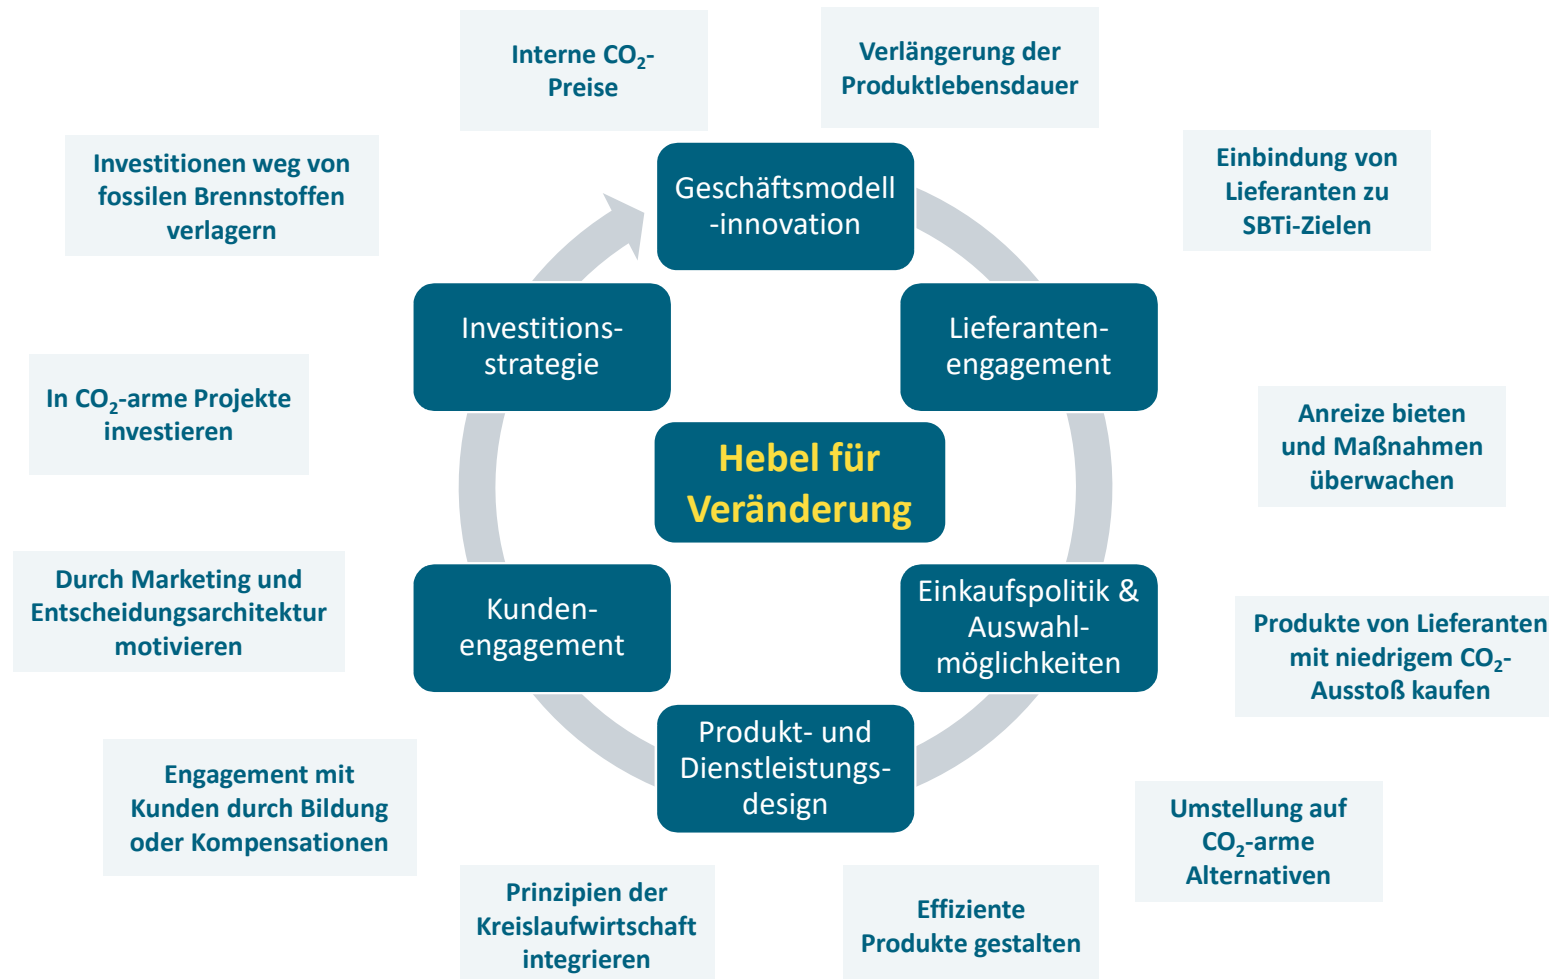 Interne CO₂-
Preise
Verlängerung der
Produktlebensdauer
Investitionen weg von
fossilen Brennstoffen
verlagern
Geschäftsmodell
-innovation
Einbindung von
Lieferanten zu
SBTi-Zielen
Investitions-
strategie
Lieferanten-
engagement
In CO₂-arme Projekte
investieren
Hebel für
Veränderung
Anreize bieten
und Maßnahmen
überwachen
Durch Marketing und
Entscheidungsarchitektur
motivieren
Kunden-
engagement
Einkaufspolitik &
Auswahl-
möglichkeiten
Produkte von Lieferanten
mit niedrigem CO₂-
Ausstoß kaufen
Produkt- und
Dienstleistungs-
design
Engagement mit
Kunden durch Bildung
oder Kompensationen
Umstellung auf
CO₂-arme
Alternativen
Prinzipien der
Kreislaufwirtschaft
integrieren
Effiziente
Produkte gestalten